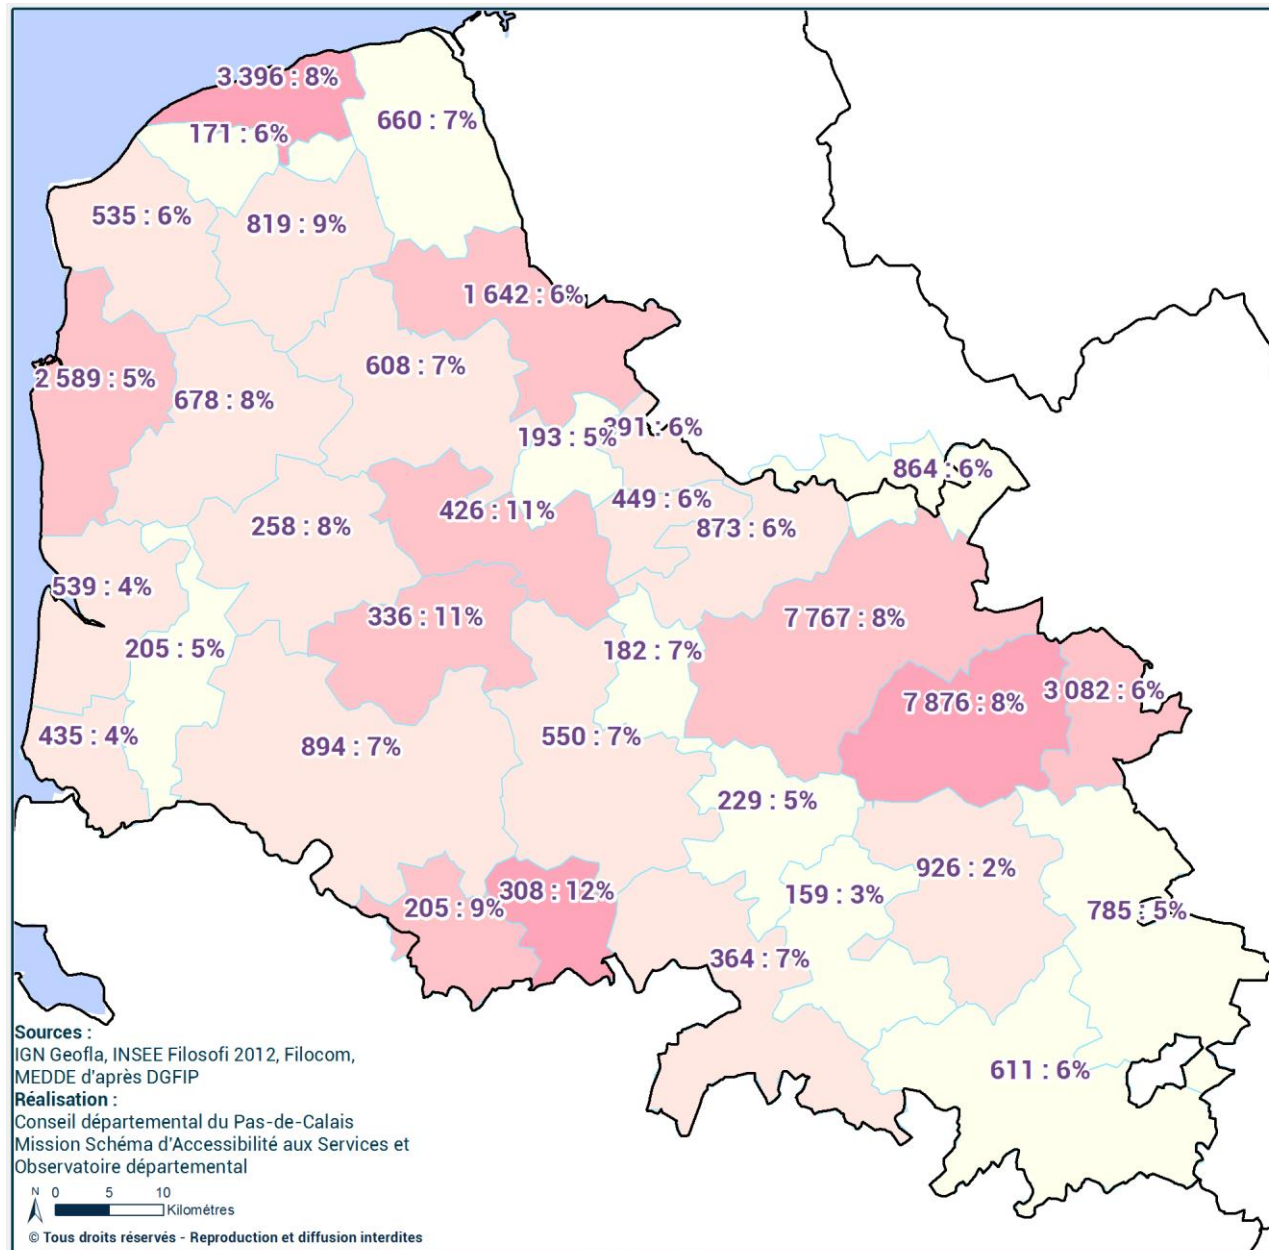 3 396 : 8%
171 : 6%
660 : 7%
535 : 6%
819 : 9%
1 642 : 6%
2 589 : 5%
678 : 8%
608 : 7%
193 : 5%
391 : 6%
864 : 6%
426 : 11%
449 : 6%
258 : 8%
873 : 6%
539 : 4%
336 : 11%
7 767 : 8%
205 : 5%
182 : 7%
7 876 : 8%
3 082 : 6%
435 : 4%
894 : 7%
550 : 7%
229 : 5%
926 : 2%
308 : 12%
159 : 3%
205 : 9%
785 : 5%
364 : 7%
611 : 6%
Sources :
IGN Geofla, INSEE Filosofi 2012, Filocom,
MEDDE d'après DGFIP
Réalisation :
Conseil départemental du Pas-de-Calais
Mission Schéma d'Accessibilité aux Services et
Observatoire départemental
N 0 5 10
Kilométres
© Tous droits réservés - Reproduction et diffusion interdites